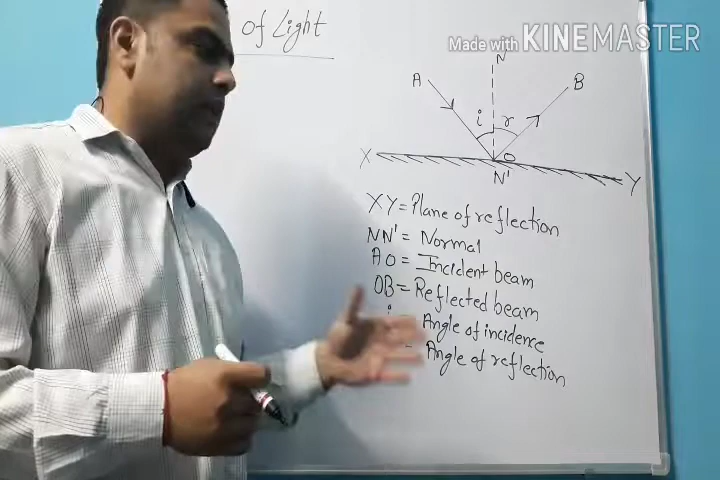 Of Light
Made with KINEMASTER
N
A
B
i
r
X
O
N'
Y
XY = Plane of reflection
NN' = Normal
AO = Incident beam
OB = Reflected beam
i Angle of incidence
= Angle of reflection